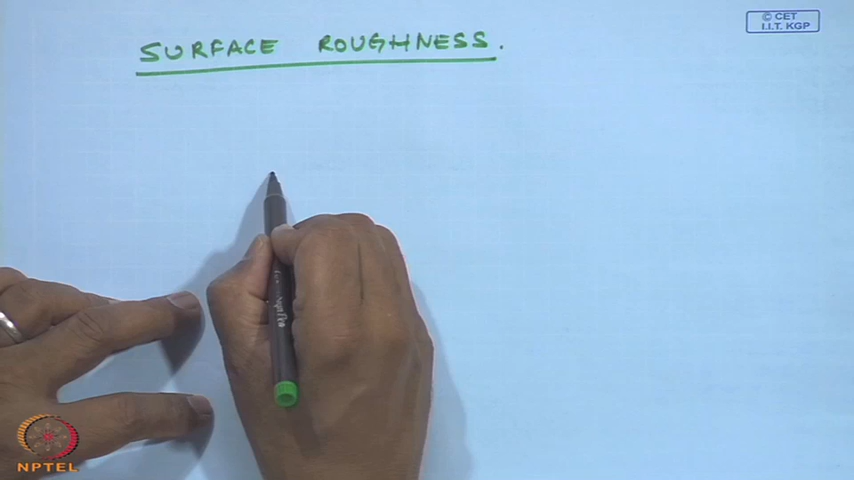 SURFACE ROUGHNESS.
© CET
I.I.T. KGP
NPTEL